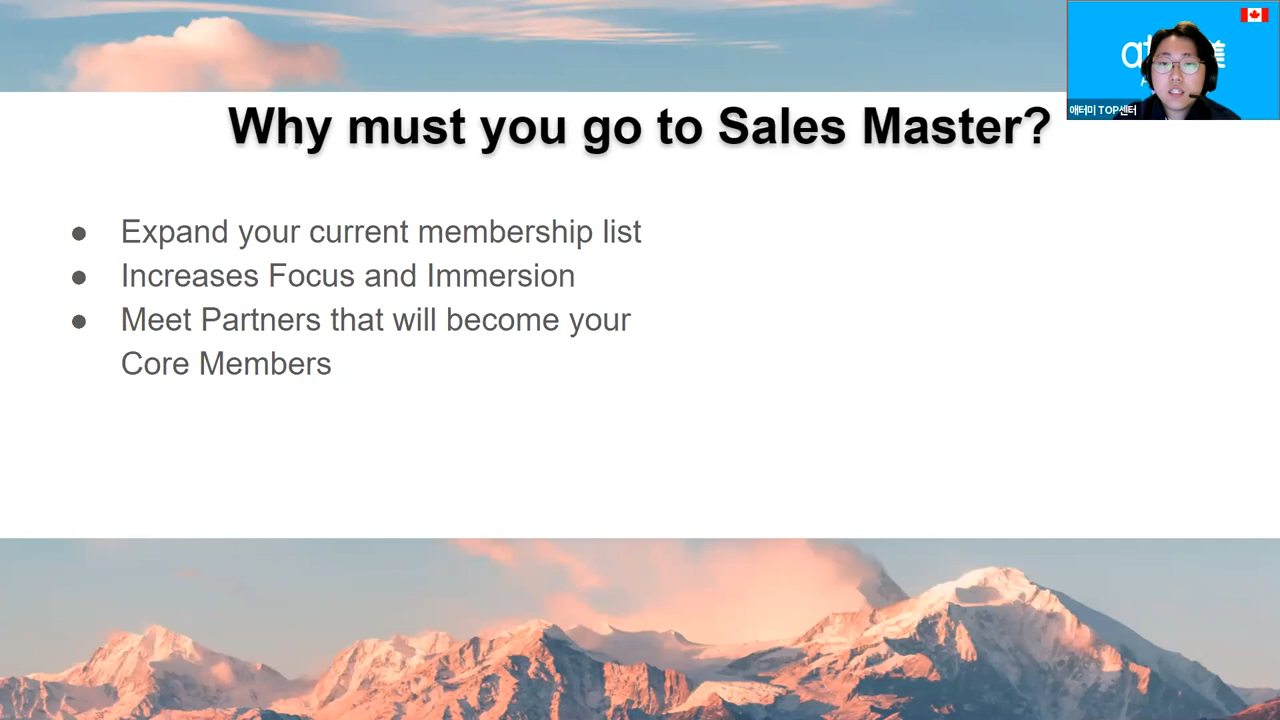 Why must you go to Sales Master?
애터미 TOP센터
● Expand your current membership list
● Increases Focus and Immersion
● Meet Partners that will become your
Core Members